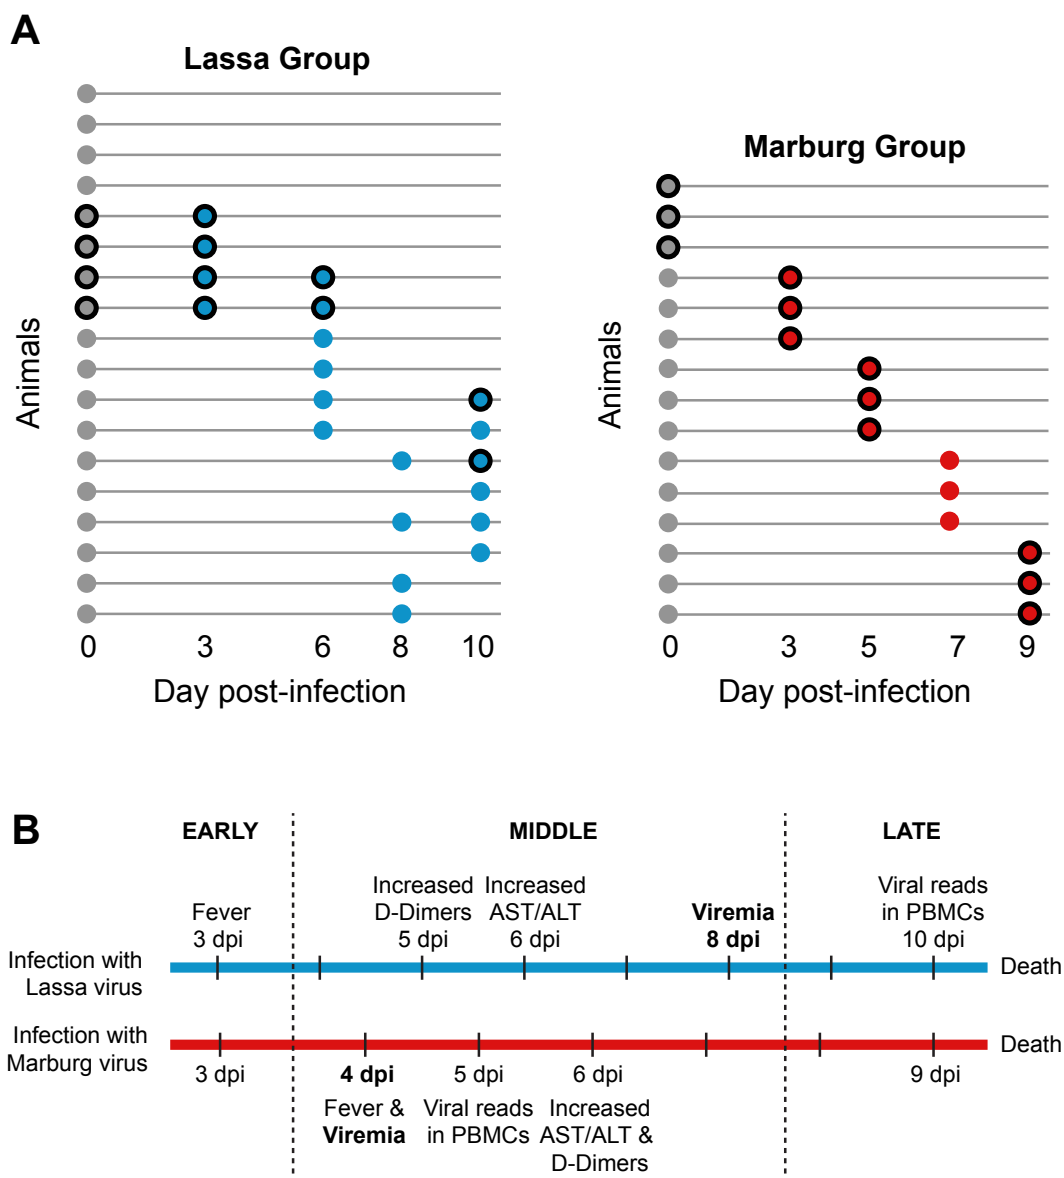 A
Lassa Group
Animals
0 3 6 8 10
Day post-infection
Marburg Group
Animals
0 3 5 7 9
Day post-infection
B
EARLY MIDDLE LATE
Fever
3 dpi
Increased
D-Dimers
5 dpi
Increased
AST/ALT
6 dpi
Viremia
8 dpi
Viral reads
in PBMCs
10 dpi
Infection with
Lassa virus
Death
Infection with
Marburg virus
Death
3 dpi
4 dpi
Fever &
Viremia
5 dpi
Viral reads
in PBMCs
6 dpi
Increased
AST/ALT &
D-Dimers
9 dpi